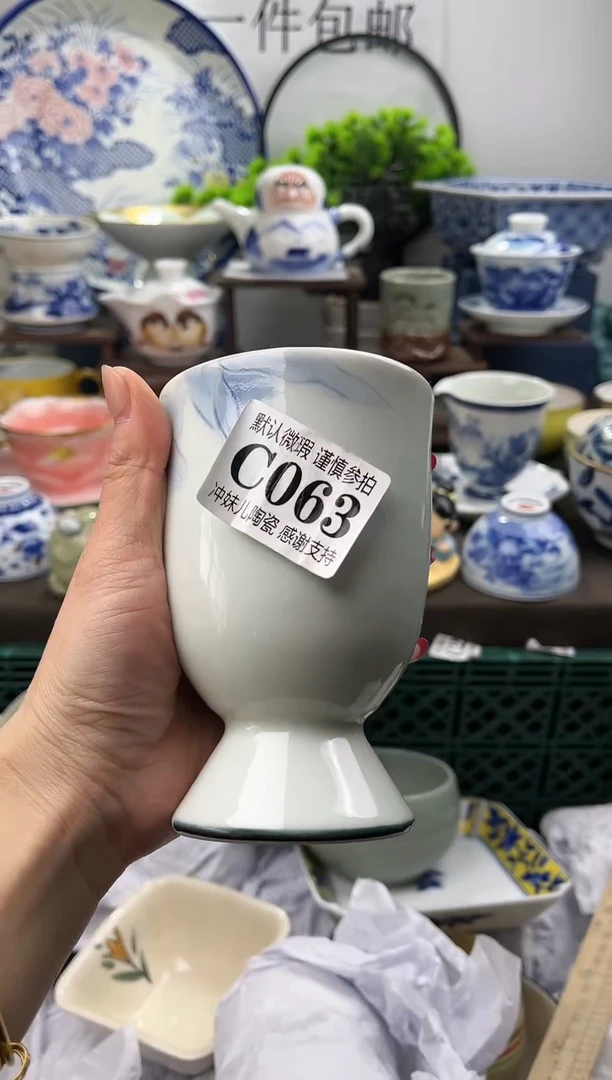 一件包邮
默认微瑕 谨慎参拍
C063
冲妹儿陶瓷 感谢支持